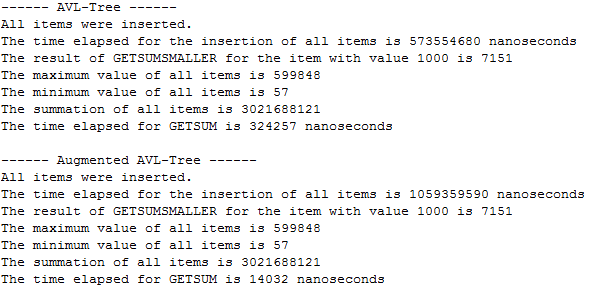 ------ AVL-Tree ------
All items were inserted.
The time elapsed for the insertion of all items is 573554680 nanoseconds
The result of GETSUMSMALLER for the item with value 1000 is 7151
The maximum value of all items is 599848
The minimum value of all items is 57
The summation of all items is 3021688121
The time elapsed for GETSUM is 324257 nanoseconds
------ Augmented AVL-Tree ------
All items were inserted.
The time elapsed for the insertion of all items is 1059359590 nanoseconds
The result of GETSUMSMALLER for the item with value 1000 is 7151
The maximum value of all items is 599848
The minimum value of all items is 57
The summation of all items is 3021688121
The time elapsed for GETSUM is 14032 nanoseconds